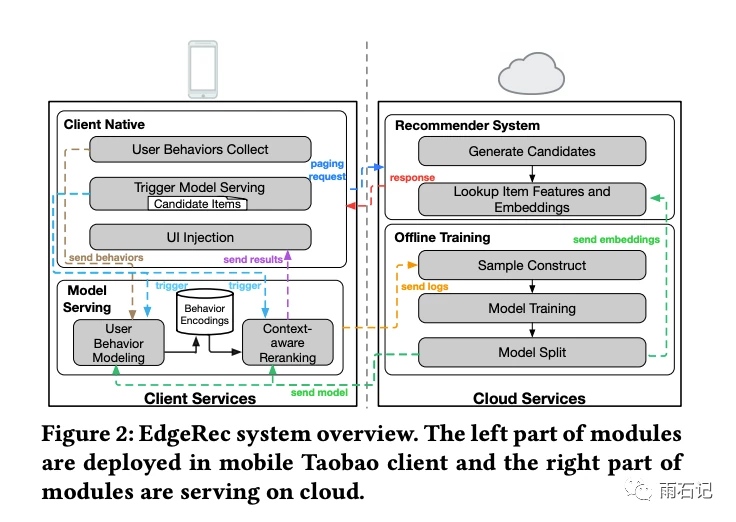 Client Native
User Behaviors Collect
Trigger Model Serving
Candidate Items
UI Injection
send behaviors
send results
trigger
trigger
Model
Serving
User
Behavior
Modeling
Behavior
Encodings
Context-
aware
Reranking
send model
Client Services
paging
request
response
Recommender System
Generate Candidates
Lookup Item Features and
Embeddings
send embeddings
Offline Training
Sample Construct
send logs
Model Training
Model Split
Cloud Services
Figure 2: EdgeRec system overview. The left part of modules
are deployed in mobile Taobao client and the right part of
modules are serving on cloud.
雨石记